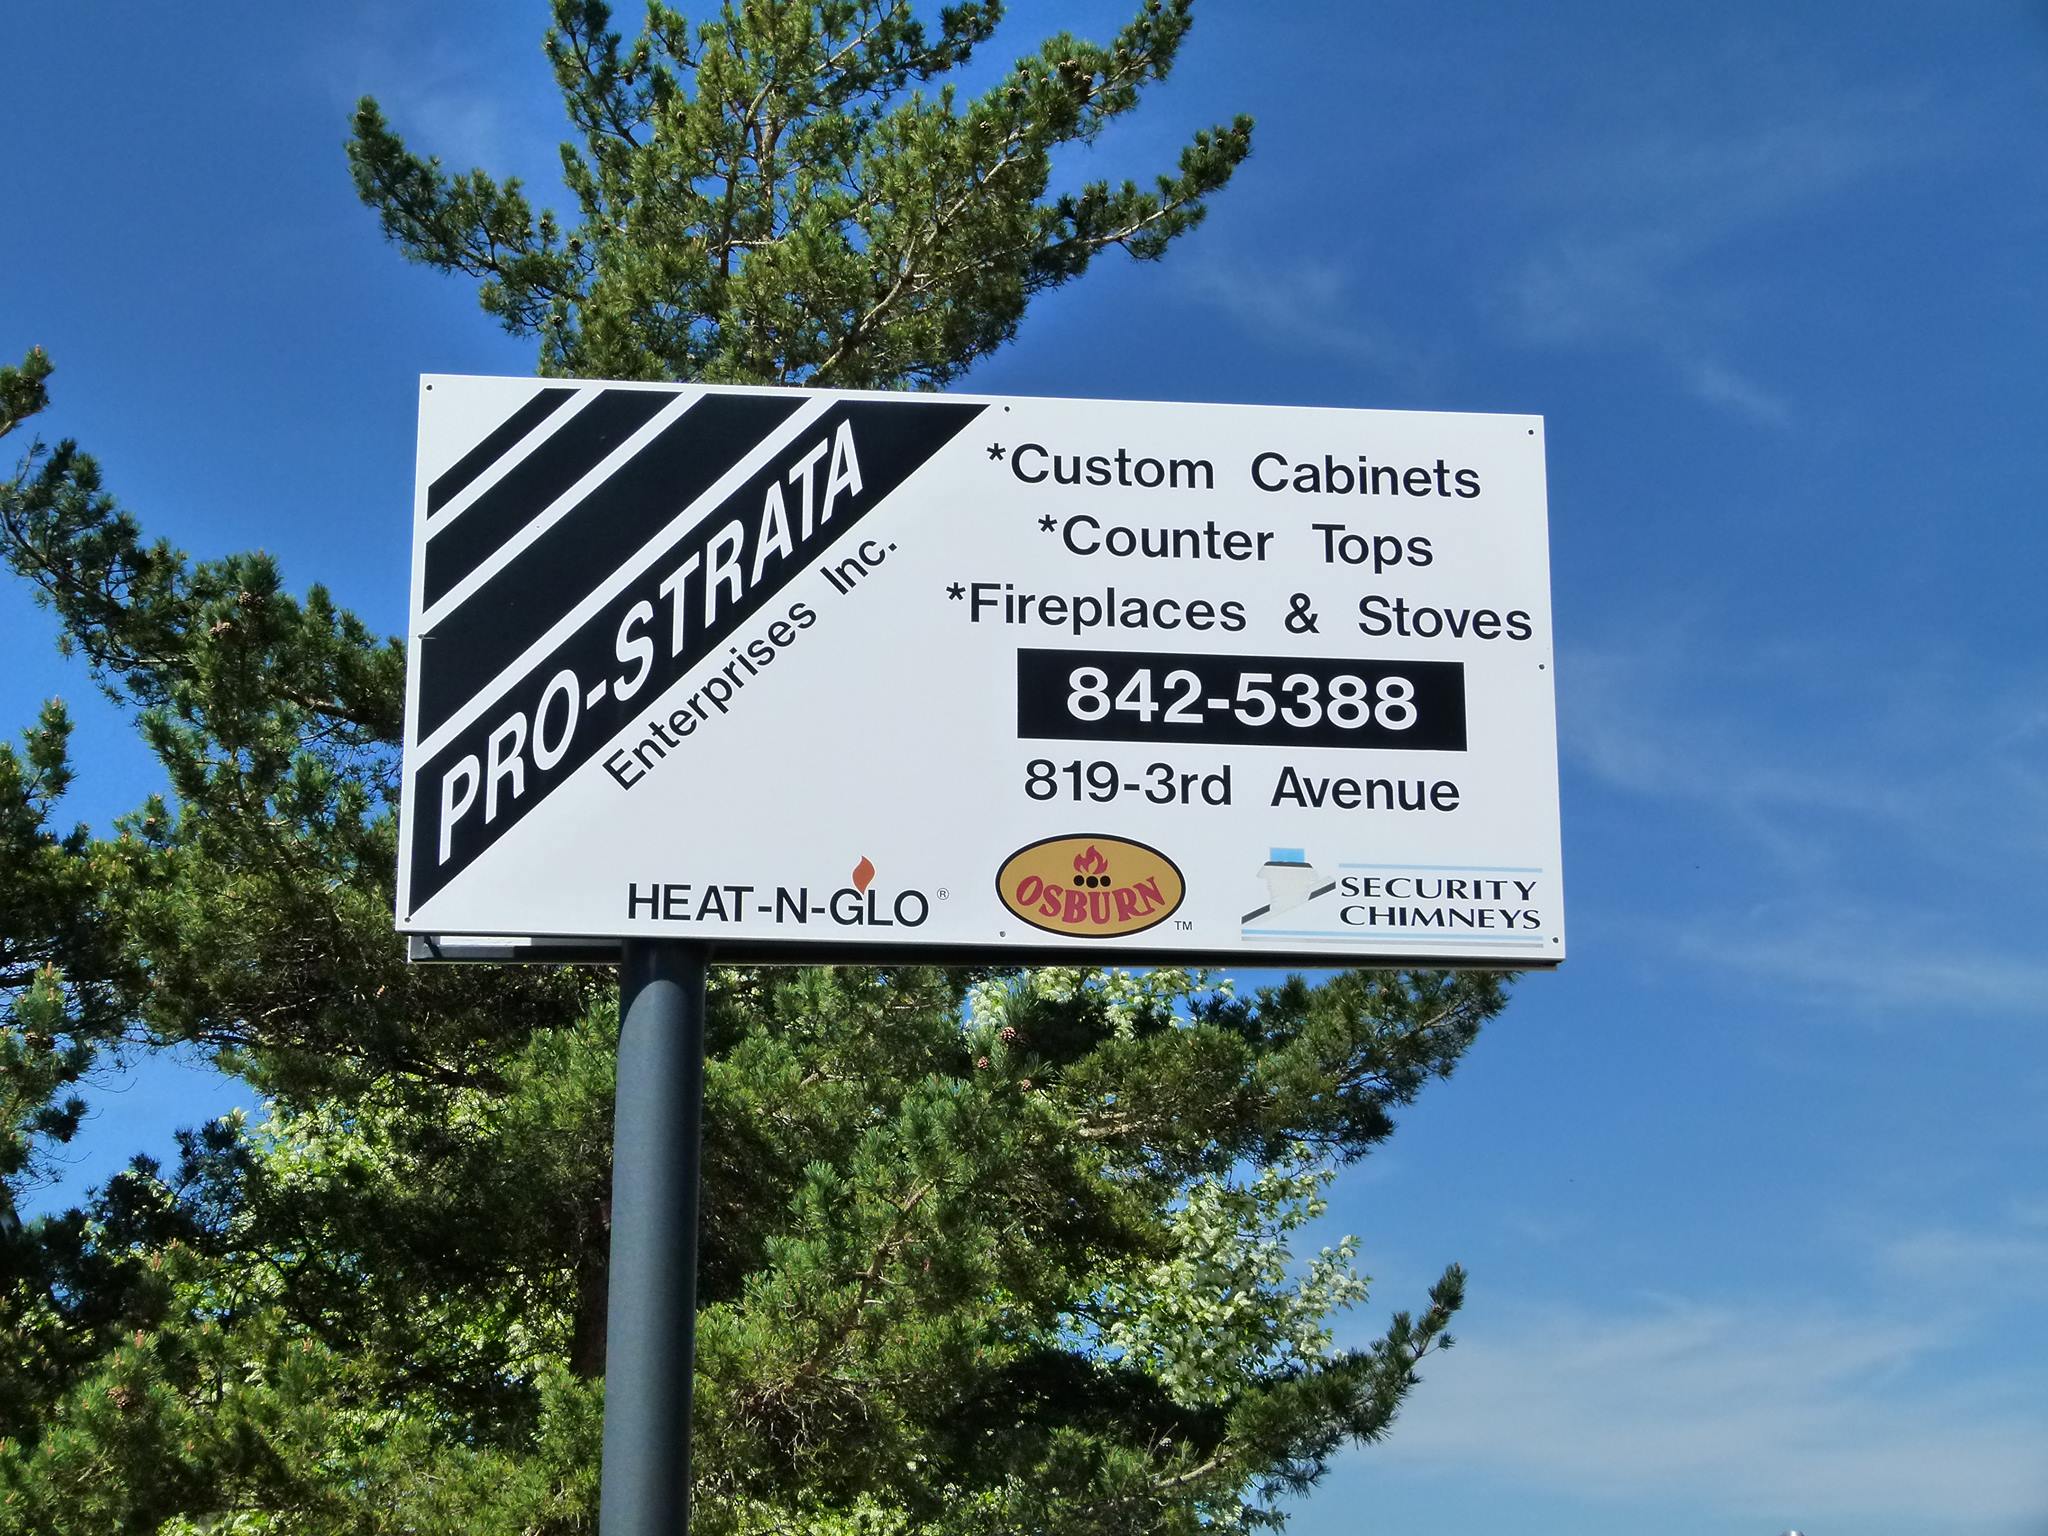 PRO-STRATA
Enterprises Inc.
*Custom Cabinets
*Counter Tops
*Fireplaces & Stoves
842-5388
819-3rd Avenue
HEAT-N-GLO®
OSBURN™
SECURITY
CHIMNEYS